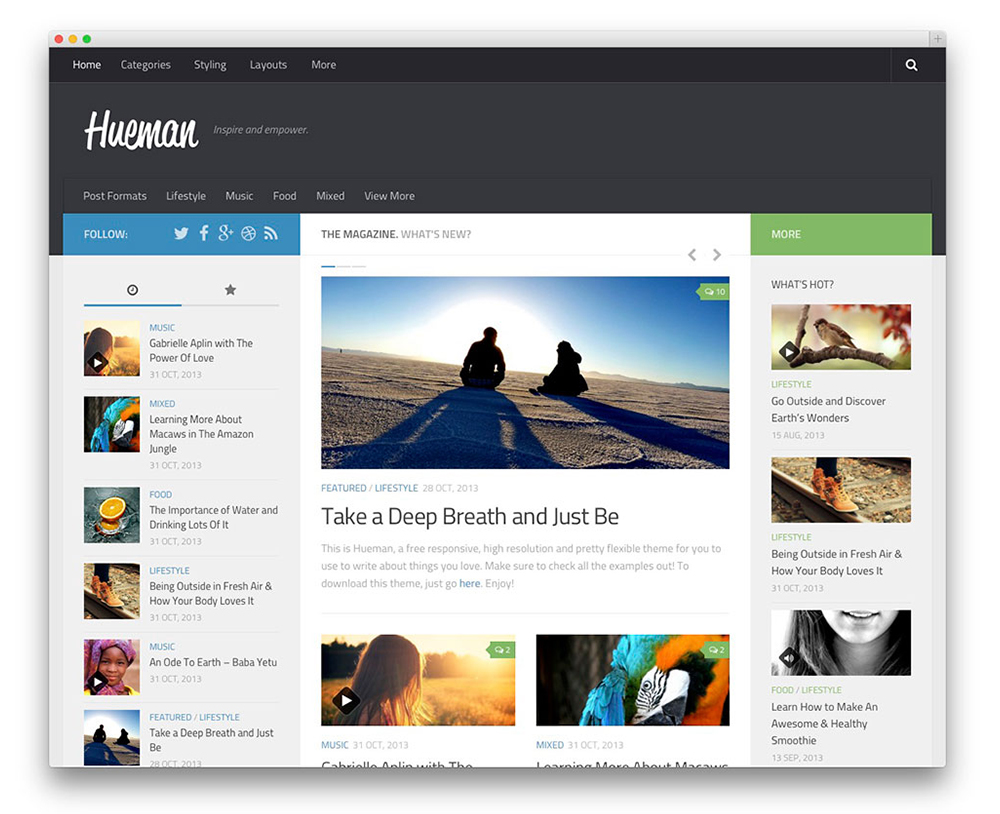 Home Categories Styling Layouts More
Hueman Inspire and empower.
Post Formats Lifestyle Music Food Mixed View More
FOLLOW:
MUSIC
Gabrielle Aplin with The
Power Of Love
31 OCT, 2013
MIXED
Learning More About
Macaws in The Amazon
Jungle
31 OCT, 2013
FOOD
The Importance of Water and
Drinking Lots Of It
31 OCT, 2013
LIFESTYLE
Being Outside in Fresh Air &
How Your Body Loves It
31 OCT, 2013
MUSIC
An Ode To Earth – Baba Yetu
31 OCT, 2013
FEATURED / LIFESTYLE
Take a Deep Breath and Just
Be
28 OCT, 2013
THE MAGAZINE. WHAT'S NEW?
10
FEATURED / LIFESTYLE 28 OCT, 2013
Take a Deep Breath and Just Be
This is Hueman, a free responsive, high resolution and pretty flexible theme for you to
use to write about things you love. Make sure to check all the examples out! To
download this theme, just go here. Enjoy!
2
MUSIC 31 OCT, 2013
Gabrielle Aplin with The
2
MIXED 31 OCT, 2013
Learning More About Macaws
MORE
WHAT'S HOT?
LIFESTYLE
Go Outside and Discover
Earth's Wonders
15 AUG, 2013
LIFESTYLE
Being Outside in Fresh Air &
How Your Body Loves It
31 OCT, 2013
FOOD / LIFESTYLE
Learn How to Make An
Awesome & Healthy
Smoothie
13 SEP, 2013